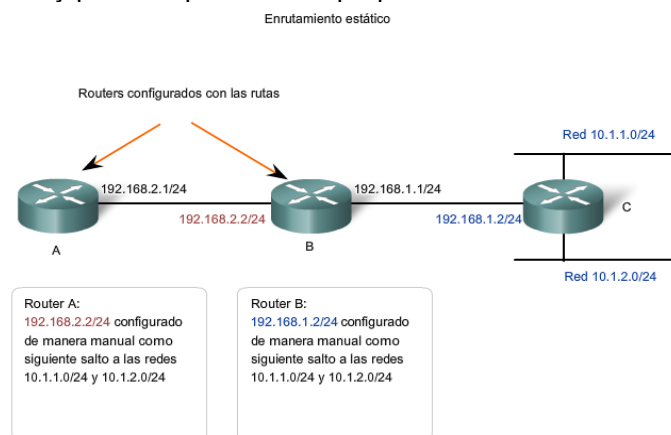 Enrutamiento estático
Routers configurados con las rutas
Red 10.1.1.0/24
192.168.2.1/24
192.168.1.1/24
192.168.2.2/24
192.168.1.2/24
C
A
B
Red 10.1.2.0/24
Router A:
192.168.2.2/24 configurado
de manera manual como
siguiente salto a las redes
10.1.1.0/24 y 10.1.2.0/24
Router B:
192.168.1.2/24 configurado
de manera manual como
siguiente salto a las redes
10.1.1.0/24 y 10.1.2.0/24